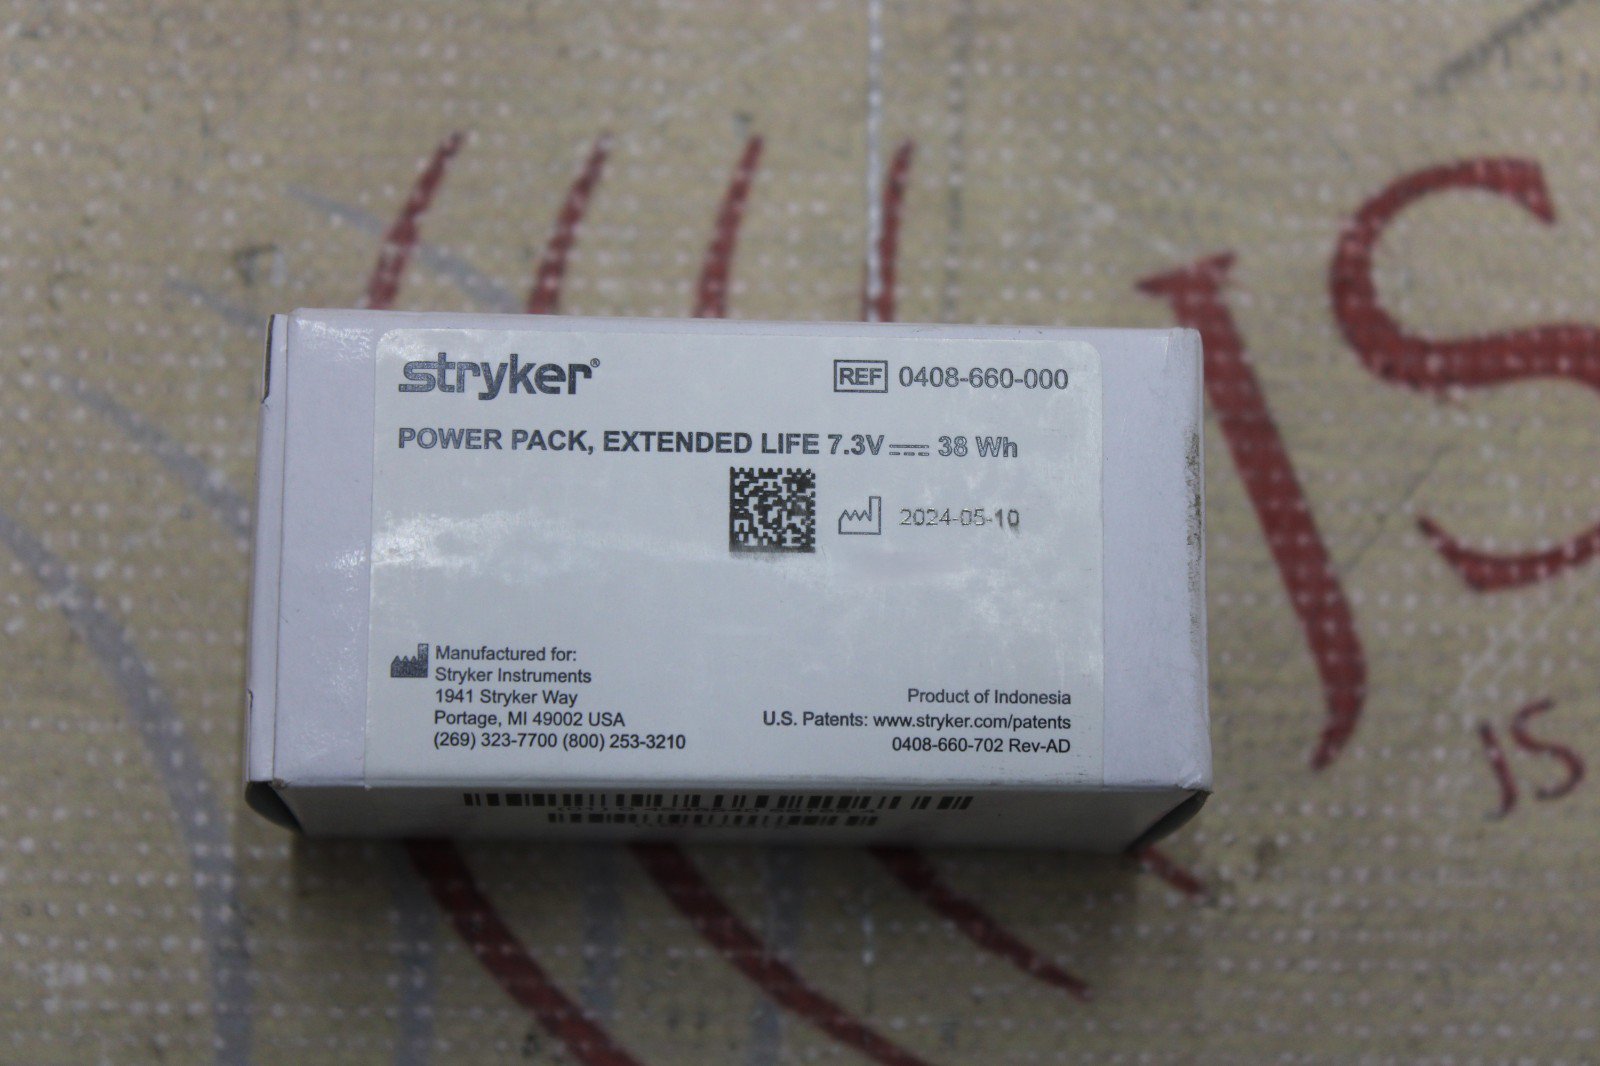 stryker®
REF 0408-660-000
POWER PACK, EXTENDED LIFE 7.3V 38 Wh
2024-05-10
Manufactured for:
Stryker Instruments
1941 Stryker Way
Portage, MI 49002 USA
(269) 323-7700 (800) 253-3210
Product of Indonesia
U.S. Patents: www.stryker.com/patents
0408-660-702 Rev-AD
JS